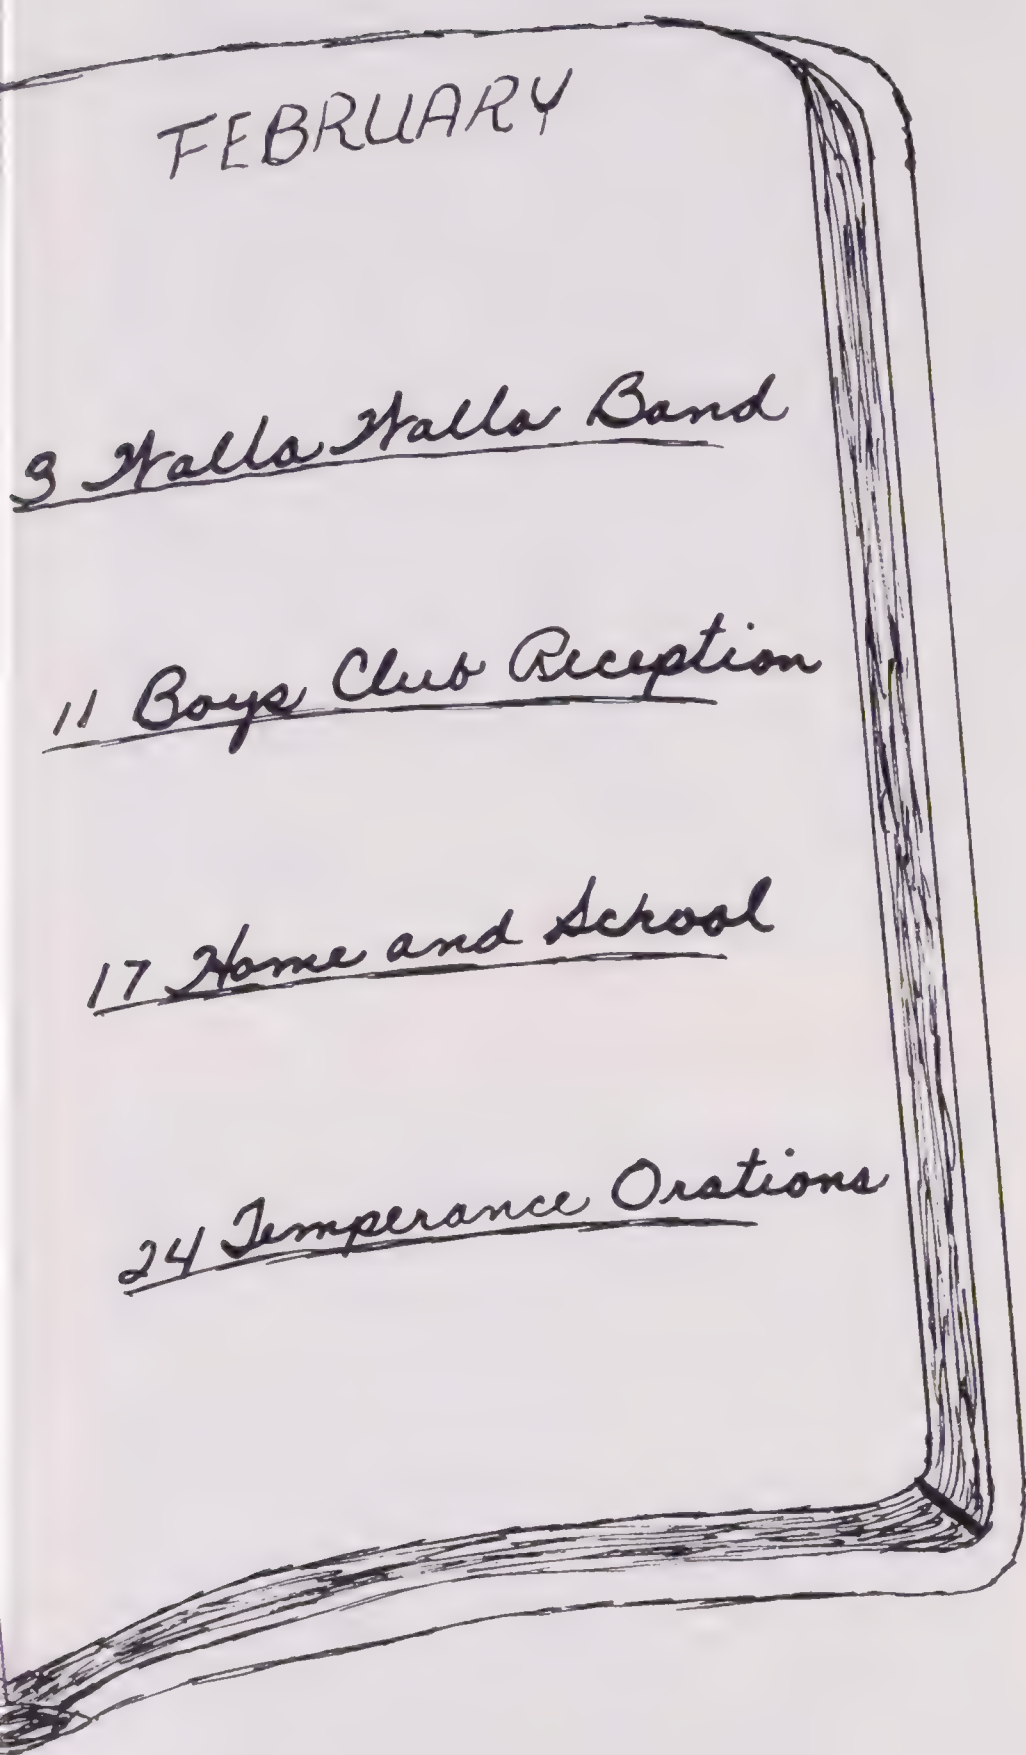 FEBRUARY
3 Walla Walla Band
11 Boys Club Reception
17 Home and School
24 Temperance Orations